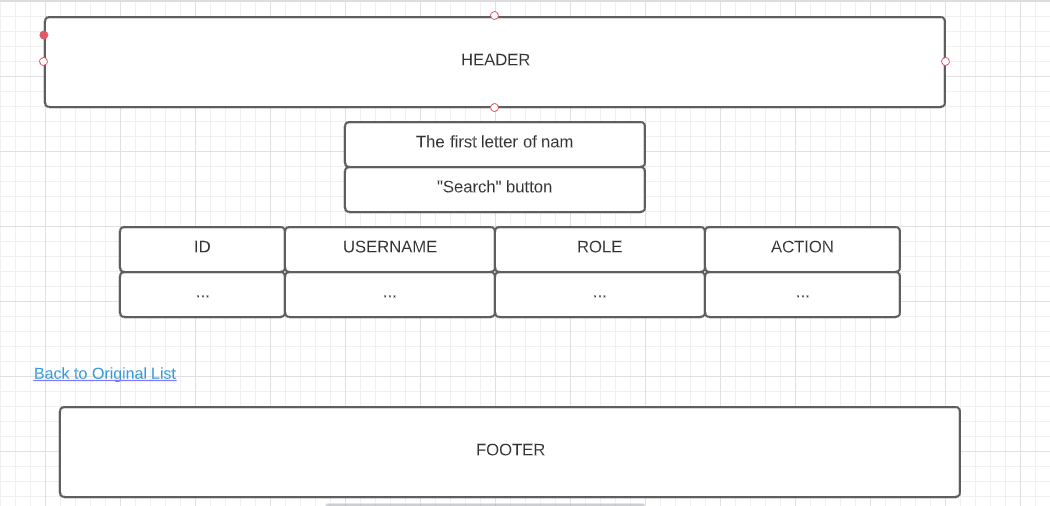 HEADER
The first letter of nam
"Search" button
ID USERNAME ROLE ACTION
... ... ... ...
Back to Original List
FOOTER